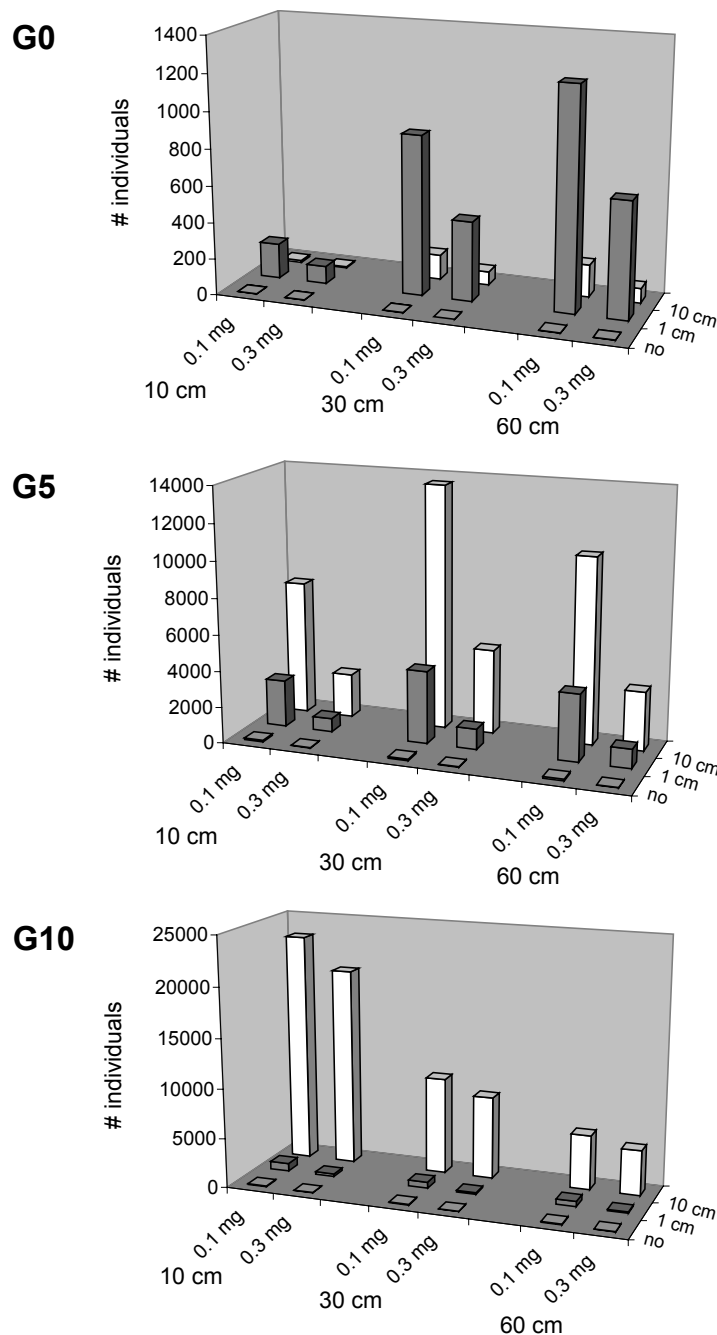 G0
# individuals
1400
1200
1000
800
600
400
200
0
0.1 mg
0.3 mg
0.1 mg
0.3 mg
0.1 mg
0.3 mg
10 cm
30 cm
60 cm
10 cm
1 cm
no
G5
# individuals
14000
12000
10000
8000
6000
4000
2000
0
0.1 mg
0.3 mg
0.1 mg
0.3 mg
0.1 mg
0.3 mg
10 cm
30 cm
60 cm
10 cm
1 cm
no
G10
# individuals
25000
20000
15000
10000
5000
0
0.1 mg
0.3 mg
0.1 mg
0.3 mg
0.1 mg
0.3 mg
10 cm
30 cm
60 cm
10 cm
1 cm
no